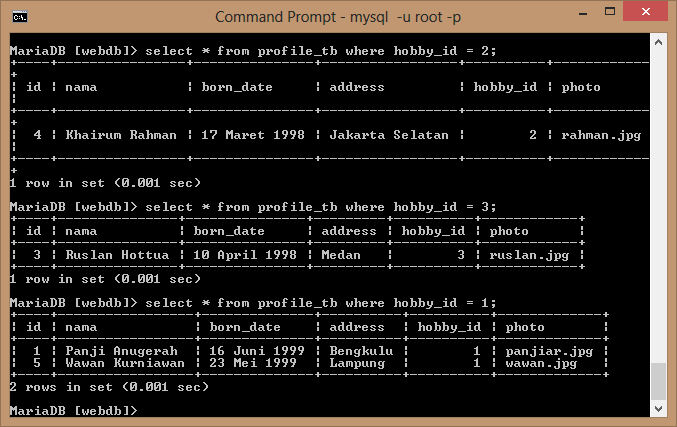 Command Prompt - mysql -u root -p
MariaDB [webdb]> select * from profile_tb where hobby_id = 2;
+------+------------------+---------------+------------------+----------+------------
+
| id | nama | born_date | address | hobby_id | photo
|
+------+------------------+---------------+------------------+----------+------------
+
| 4 | Khairum Rahman | 17 Maret 1998 | Jakarta Selatan | 2 | rahman.jpg
|
+------+------------------+---------------+------------------+----------+------------
+
1 row in set (0.001 sec)
MariaDB [webdb]> select * from profile_tb where hobby_id = 3;
+------+----------------+---------------+---------+----------+------------+
| id | nama | born_date | address | hobby_id | photo |
+------+----------------+---------------+---------+----------+------------+
| 3 | Ruslan Hottua | 10 April 1998 | Medan | 3 | ruslan.jpg |
+------+----------------+---------------+---------+----------+------------+
1 row in set (0.001 sec)
MariaDB [webdb]> select * from profile_tb where hobby_id = 1;
+------+-----------------+--------------+----------+----------+-------------+
| id | nama | born_date | address | hobby_id | photo |
+------+-----------------+--------------+----------+----------+-------------+
| 1 | Panji Anugerah | 16 Juni 1999 | Bengkulu | 1 | panjiar.jpg |
| 5 | Wawan Kurniawan | 23 Mei 1999 | Lampung | 1 | wawan.jpg |
+------+-----------------+--------------+----------+----------+-------------+
2 rows in set (0.001 sec)
MariaDB [webdb]>